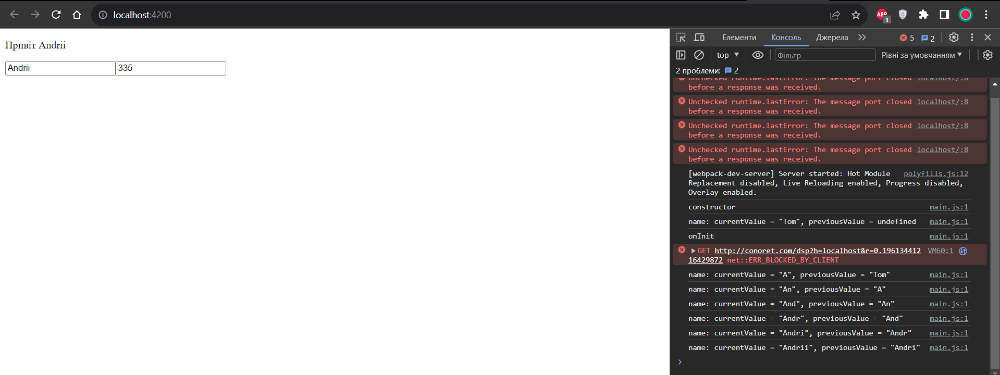 localhost:4200
ABP
1
Привіт Andrii
Andrii
335
Елементи
Консоль
Джерела
5
2
top
Фільтр
Рівні за умовчанням
2 проблеми:
2
Unchecked runtime.lastError: The message port closed localhost/:8
before a response was received.
Unchecked runtime.lastError: The message port closed localhost/:8
before a response was received.
Unchecked runtime.lastError: The message port closed localhost/:8
before a response was received.
Unchecked runtime.lastError: The message port closed localhost/:8
before a response was received.
[webpack-dev-server] Server started: Hot Module polyfills.js:12
Replacement disabled, Live Reloading enabled, Progress disabled,
Overlay enabled.
constructor main.js:1
name: currentValue = "Tom", previousValue = undefined main.js:1
onInit main.js:1
GET http://conoret.com/dsp?h=localhost&r=0.196134412 VM60:1
16429872 net::ERR_BLOCKED_BY_CLIENT
name: currentValue = "A", previousValue = "Tom" main.js:1
name: currentValue = "An", previousValue = "A" main.js:1
name: currentValue = "And", previousValue = "An" main.js:1
name: currentValue = "Andr", previousValue = "And" main.js:1
name: currentValue = "Andri", previousValue = "Andr" main.js:1
name: currentValue = "Andrii", previousValue = "Andri" main.js:1